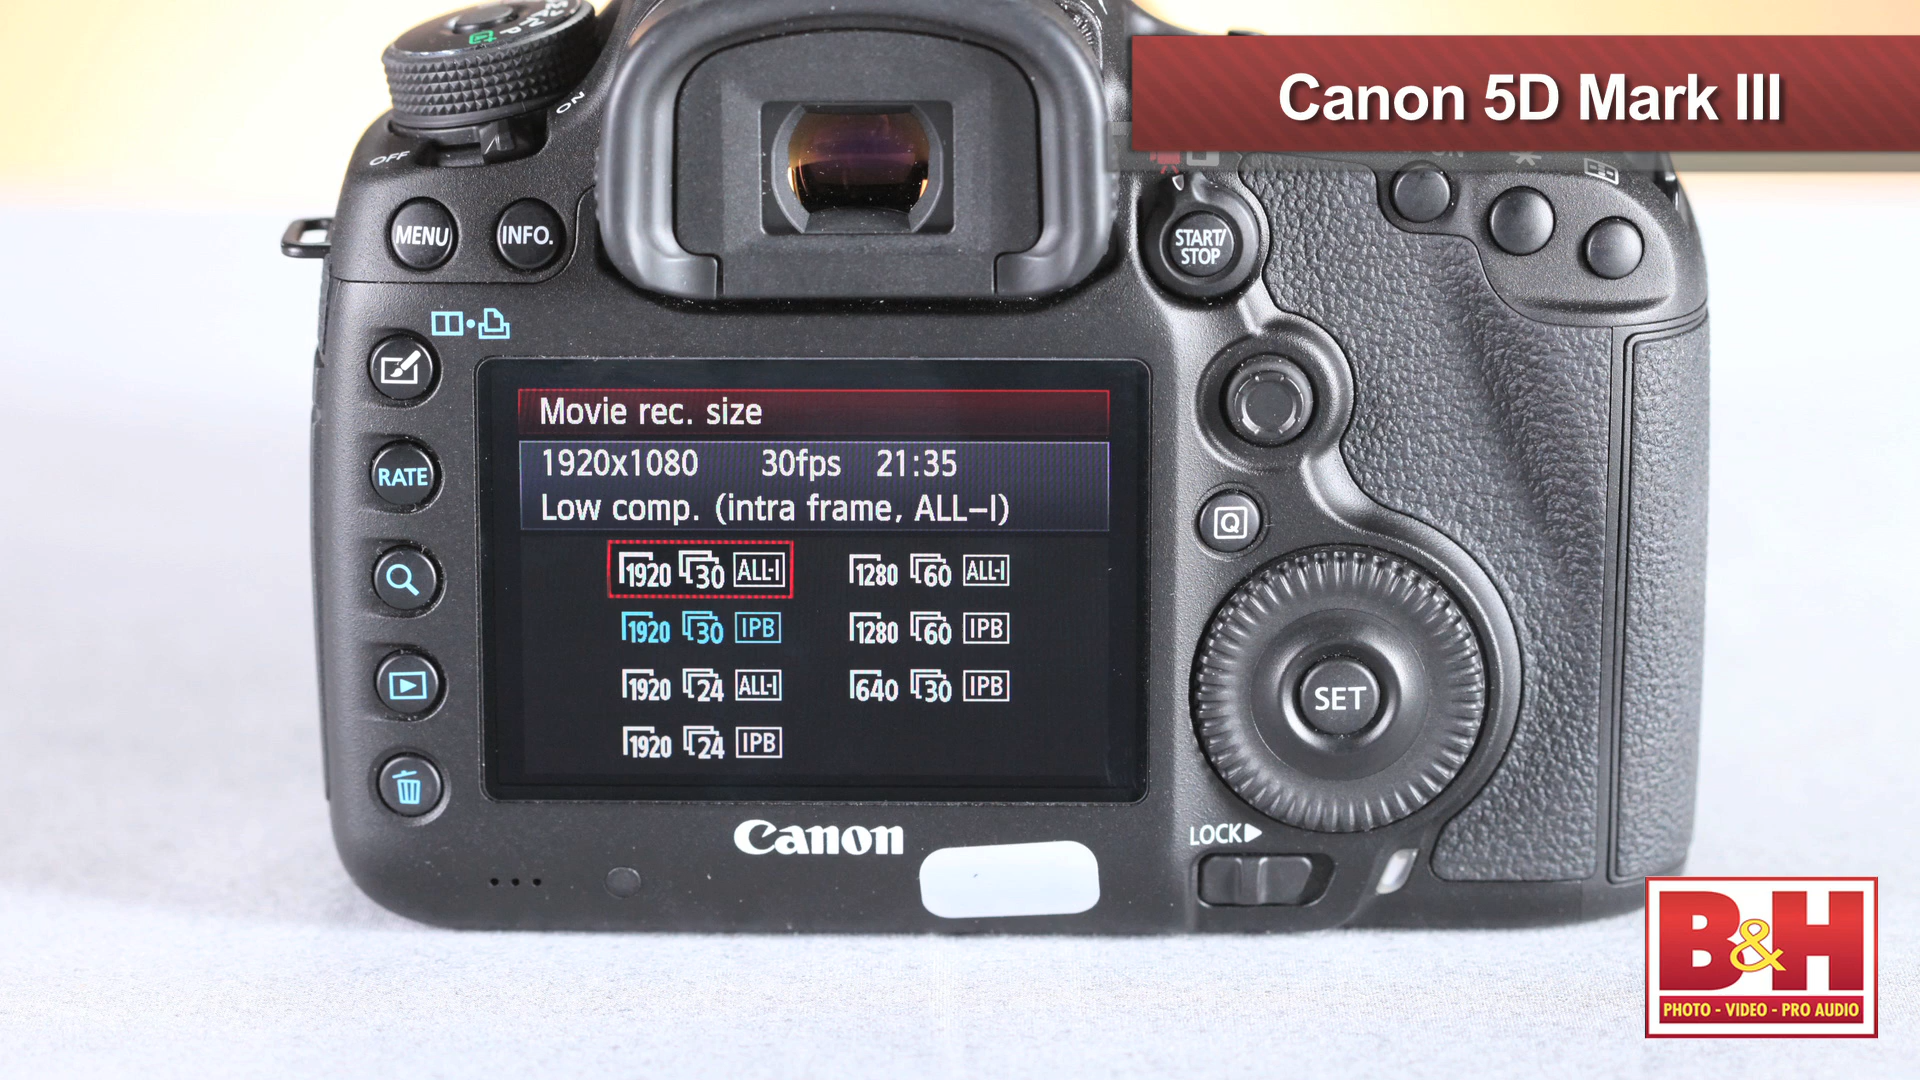 Canon 5D Mark III
ON
OFF
MENU
INFO.
START/
STOP
RATE
Movie rec. size
1920x1080 30fps 21:35
Low comp. (intra frame, ALL-I)
1920 30 ALL-I
1280 60 ALL-I
1920 30 IPB
1280 60 IPB
1920 24 ALL-I
640 30 IPB
1920 24 IPB
Q
SET
LOCK▶
Canon
B&H
PHOTO - VIDEO - PRO AUDIO